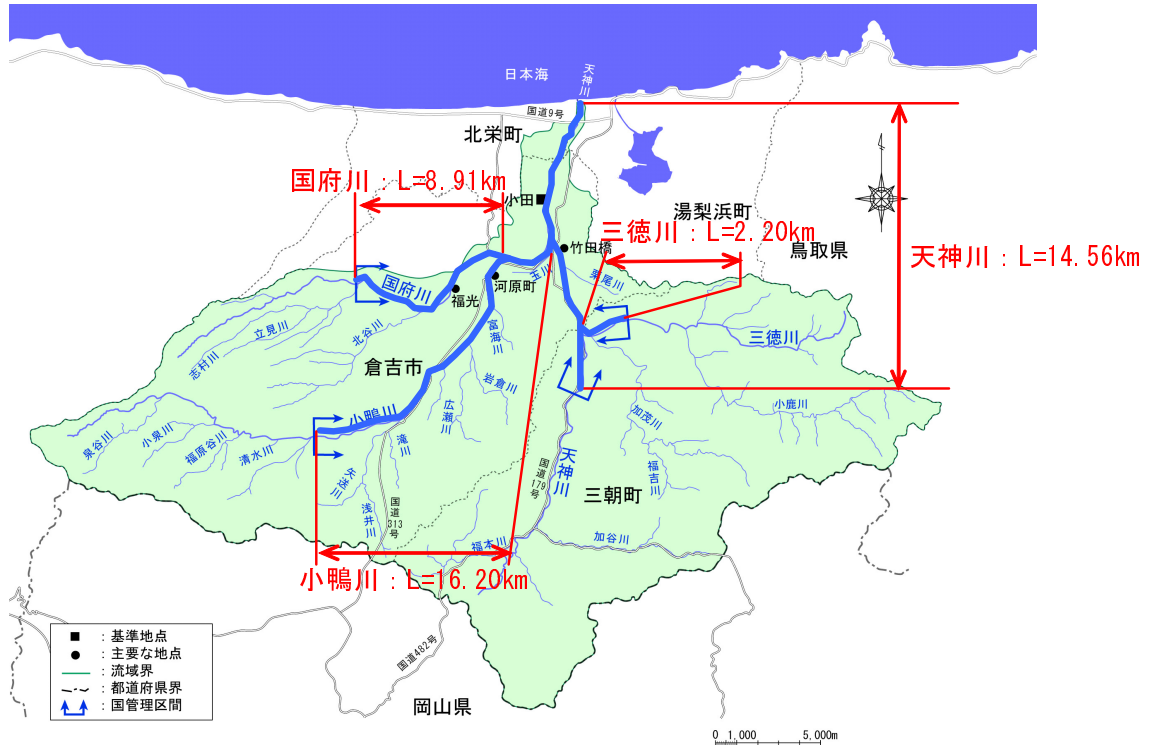 日本海
天神川
国道9号
北栄町
国府川：L=8.91km
小田
湯梨浜町
三徳川：L=2.20km
鳥取県
竹田橋
天神川：L=14.56km
玉川
栗尾川
国府川
河原町
福光
北谷川
立見川
志村川
三徳川
倉吉市
岩倉川
広瀬川
小鴨川
小鹿川
加茂川
泉谷川
小泉川
福原谷川
清水川
滝川
矢送川
浅井川
国道313号
天神川
国道179号
福吉川
三朝町
福本川
加谷川
小鴨川：L=16.20km
国道482号
岡山県
■ ：基準地点
● ：主要な地点
：流域界
：都道府県界
：国管理区間
0 1,000 5,000m